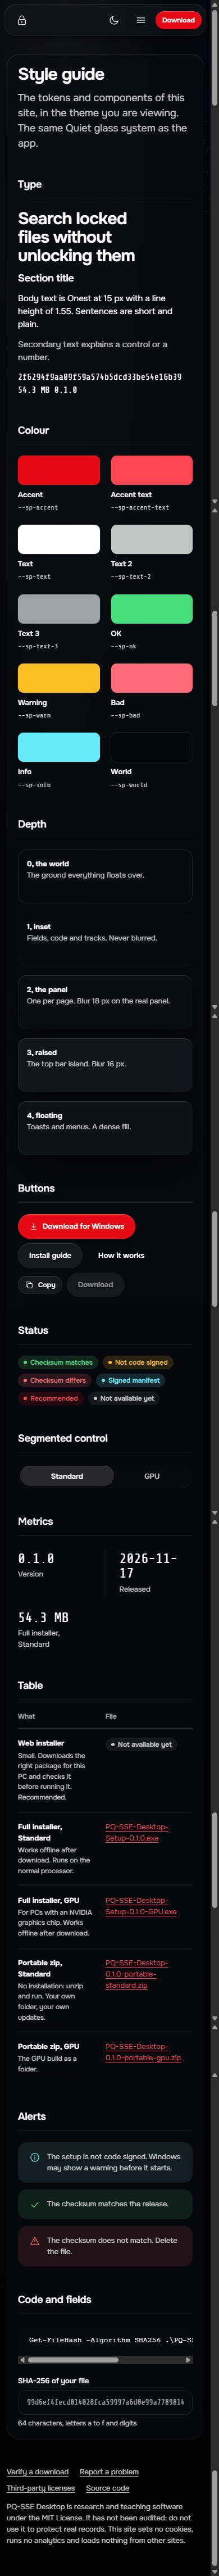 Download
Style guide
The tokens and components of this
site, in the theme you are viewing.
The same Quiet glass system as the
app.
Type
Search locked
files without
unlocking them
Section title
Body text is Onest at 15 px with a line
height of 1.55. Sentences are short and
plain.
Secondary text explains a control or a
number.
54.3 MB 0.1.0
Colour
Accent
Accent text
--sp-accent
--sp-accent-text
Text
Text 2
--sp-text
--sp-text-2
Text 3
OK
--sp-text-3
--sp-ok
Warning
Bad
--sp-warn
--sp-bad
Info
World
--sp-info
--sp-world
Depth
0, the world
The ground everything floats over.
1, inset
Fields, code and tracks. Never blurred.
2, the panel
One per page. Blur 18 px on the real panel.
3, raised
The top bar island. Blur 16 px.
4, floating
Toasts and menus. A dense fill.
Buttons
Download for Windows
Install guide
How it works
Copy
Download
Status
Checksum matches
Not code signed
Checksum differs
Signed manifest
Recommended
Not available yet
Segmented control
Standard
GPU
Metrics
0.1.0
Version
2026-11-
17
Released
54.3 MB
Full installer,
Standard
Table
What
File
Web installer
Not available yet
Small. Downloads the
right package for this
PC and checks it
before running it.
Recommended.
Full installer,
Standard
PQ-SSE-Desktop-
Setup-0.1.0.exe
Works offline after
download. Runs on the
normal processor.
Full installer, GPU
PQ-SSE-Desktop-
Setup-0.1.0-GPU.exe
For PCs with an NVIDIA
graphics chip. Works
offline after download.
Portable zip,
Standard
PQ-SSE-Desktop-
0.1.0-portable-
standard.zip
No installation: unzip
and run. Your own
folder, your own
updates.
Portable zip, GPU
PQ-SSE-Desktop-
0.1.0-portable-gpu.zip
The GPU build as a
folder.
Alerts
The setup is not code signed. Windows
may show a warning before it starts.
The checksum matches the release.
The checksum does not match. Delete
the file.
Code and fields
Get-FileHash -Algorithm SHA256 .\PQ-S
SHA-256 of your file
64 characters, letters a to f and digits
Verify a download
Report a problem
Third-party licenses
Source code
PQ-SSE Desktop is research and teaching software
under the MIT License. It has not been audited: do not
use it to protect real records. This site sets no cookies,
runs no analytics and loads nothing from other sites.